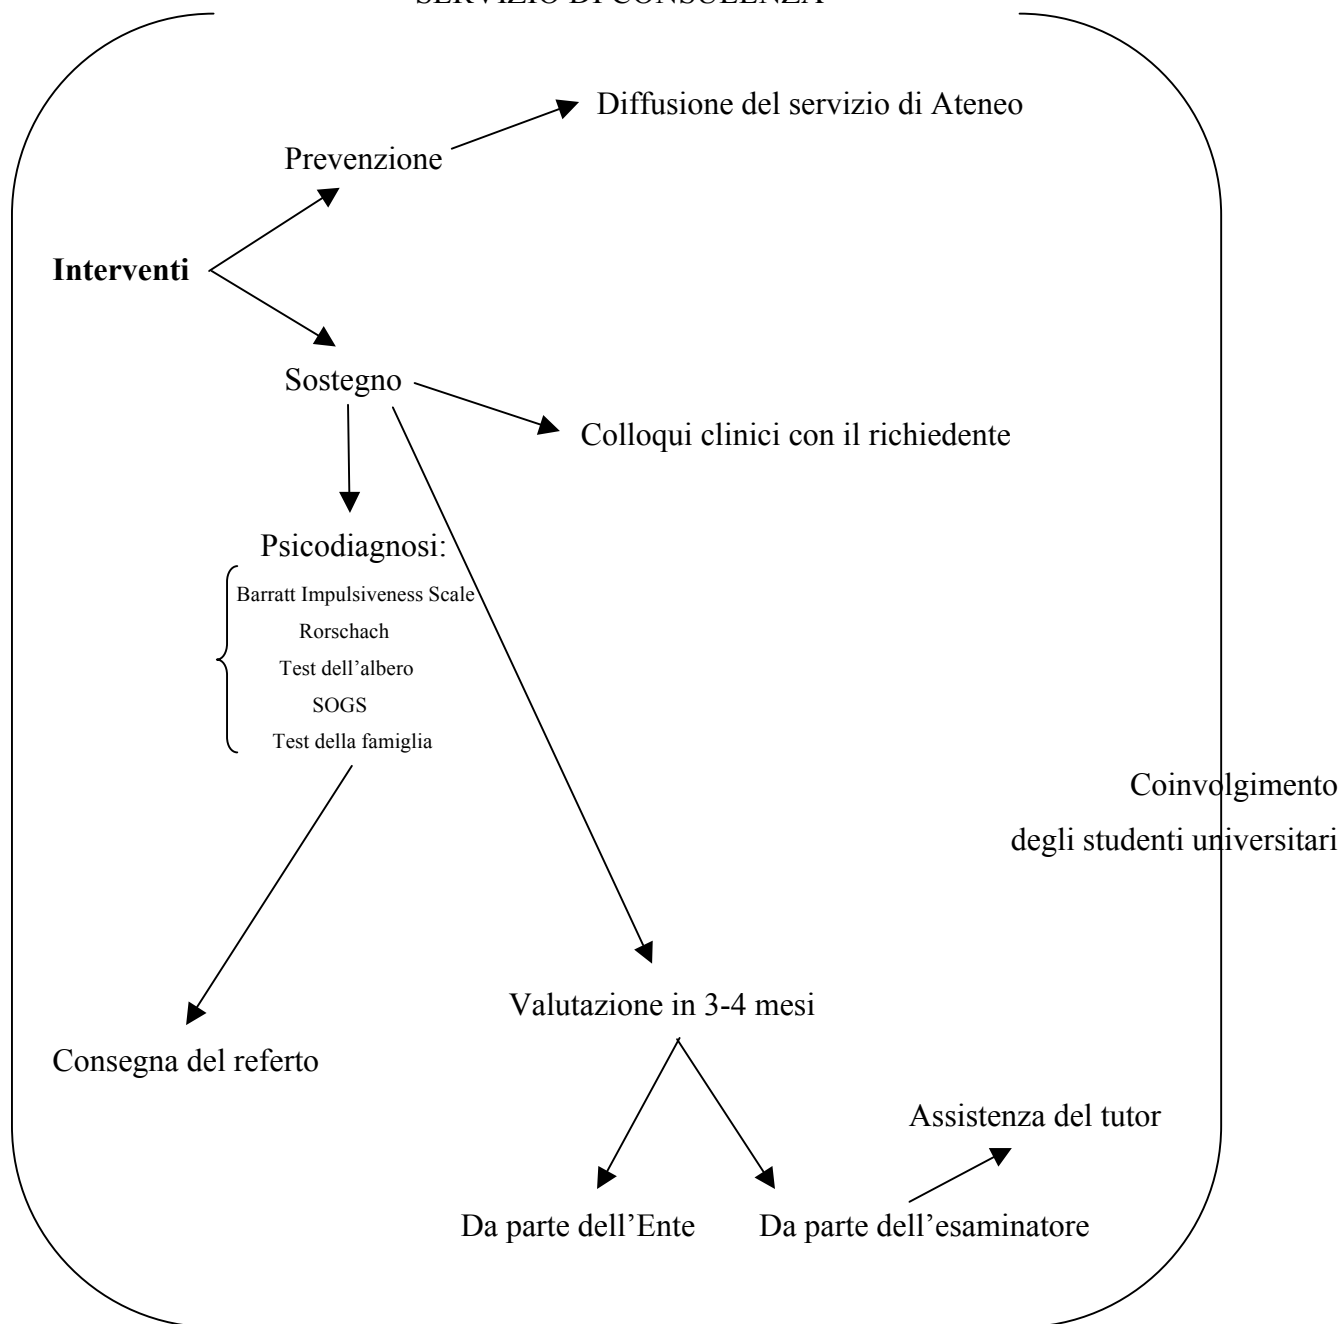 SERVIZIO DI CONSULENZA
Diffusione del servizio di Ateneo
Prevenzione
Interventi
Sostegno
Colloqui clinici con il richiedente
Psicodiagnosi:
Barratt Impulsiveness Scale
Rorschach
Test dell’albero
SOGS
Test della famiglia
Coinvolgimento
degli studenti universitari
Valutazione in 3-4 mesi
Consegna del referto
Assistenza del tutor
Da parte dell’Ente
Da parte dell’esaminatore